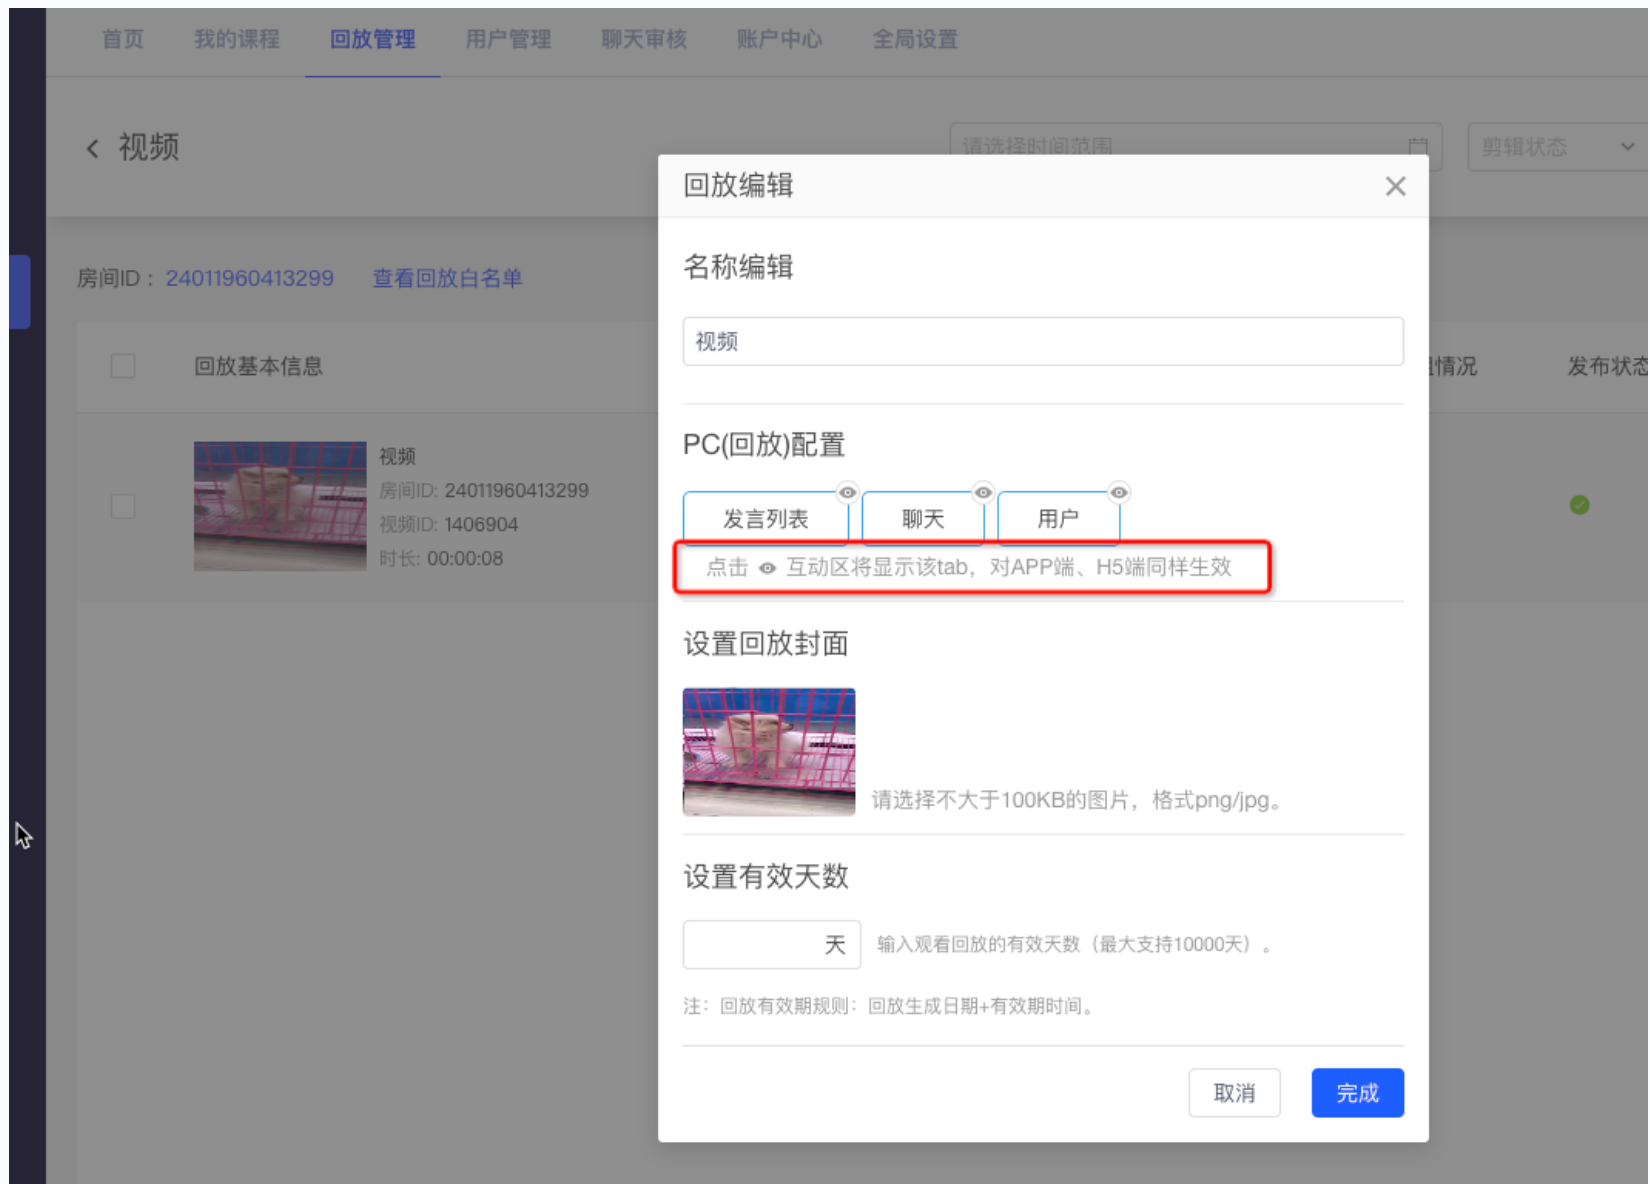 首页 我的课程 回放管理 用户管理 聊天审核 账户中心 全局设置
视频
请选择时间范围 剪辑状态
房间ID： 24011960413299 查看回放白名单
回放基本信息
情况 发布状态
视频
房间ID: 24011960413299
视频ID: 1406904
时长: 00:00:08
回放编辑
名称编辑
视频
PC(回放)配置
发言列表 聊天 用户
点击 互动区将显示该tab，对APP端、H5端同样生效
设置回放封面
请选择不大于100KB的图片，格式png/jpg。
设置有效天数
天 输入观看回放的有效天数（最大支持10000天）。
注：回放有效期规则：回放生成日期+有效期时间。
取消 完成